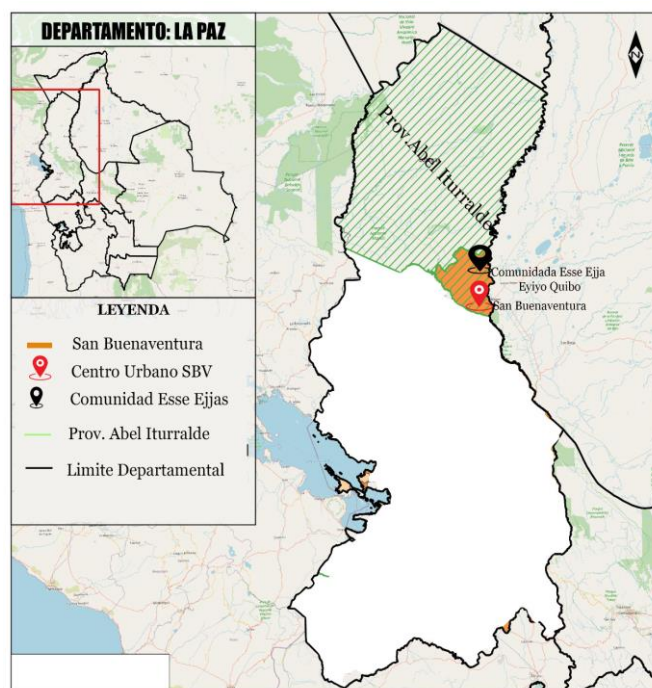 DEPARTAMENTO: LA PAZ
N
Prov. Abel Iturralde
Comunidada Esse Ejja
Eyiyo Quibo
San Buenaventura
LEYENDA
San Buenaventura
Centro Urbano SBV
Comunidad Esse Ejjas
Prov. Abel Iturralde
Limite Departamental